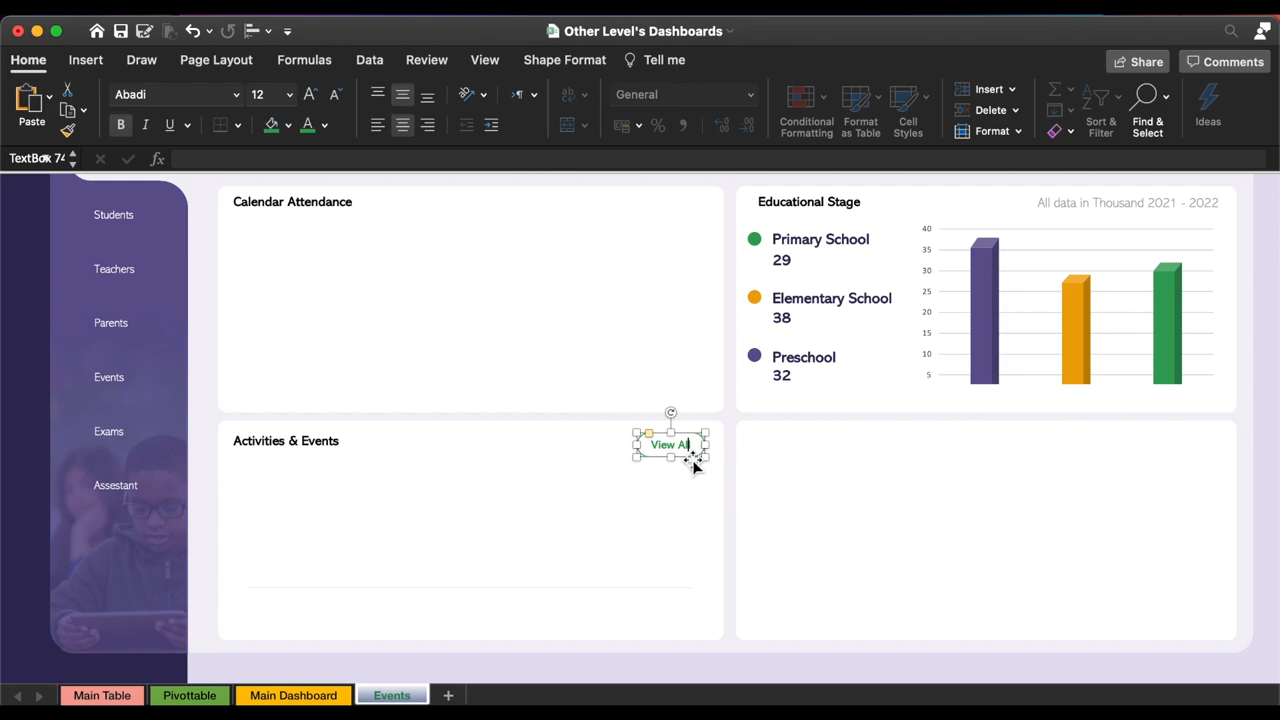 Other Level's Dashboards
Home Insert Draw Page Layout Formulas Data Review View Shape Format Tell me Share Comments
Paste
Abadi 12
B I U
General
Conditional Formatting
Format as Table
Cell Styles
Insert
Delete
Format
Sort & Filter
Find & Select
Ideas
TextBox 74 fx
Students
Teachers
Parents
Events
Exams
Assestant
Calendar Attendance
Educational Stage
All data in Thousand 2021 - 2022
Primary School
29
Elementary School
38
Preschool
32
40
35
30
25
20
15
10
5
Activities & Events
View All
Main Table Pivottable Main Dashboard Events